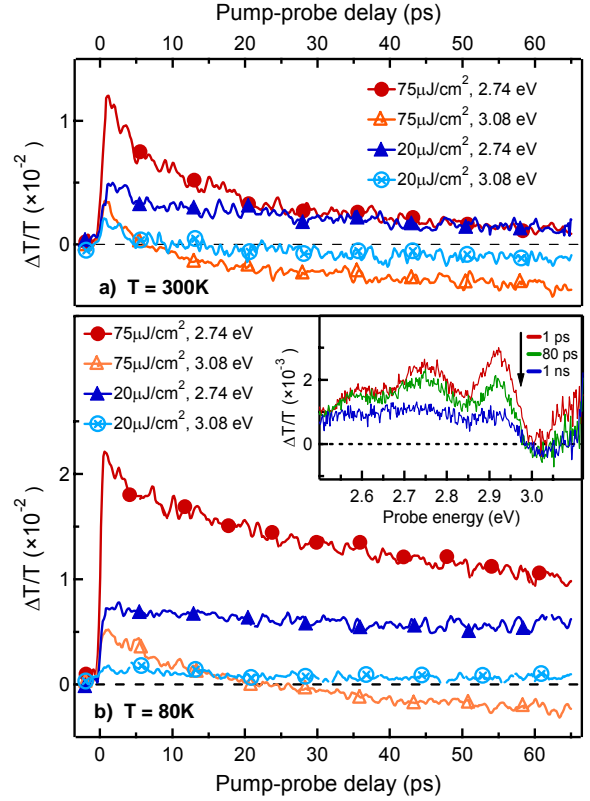 Pump-probe delay (ps)
0 10 20 30 40 50 60
ΔT/T (×10⁻²)
1
0
75μJ/cm², 2.74 eV
75μJ/cm², 3.08 eV
20μJ/cm², 2.74 eV
20μJ/cm², 3.08 eV
a) T = 300K
75μJ/cm², 2.74 eV
75μJ/cm², 3.08 eV
20μJ/cm², 2.74 eV
20μJ/cm², 3.08 eV
ΔT/T (×10⁻³)
2
0
1 ps
80 ps
1 ns
2.6 2.7 2.8 2.9 3.0
Probe energy (eV)
ΔT/T (×10⁻²)
2
1
0
b) T = 80K
0 10 20 30 40 50 60
Pump-probe delay (ps)